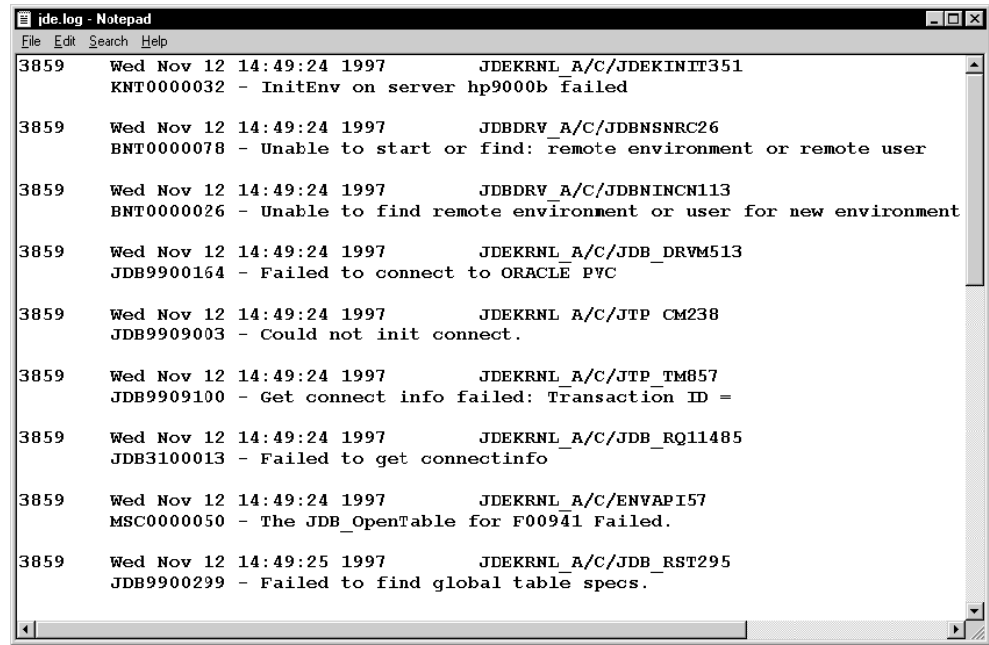 jde.log - Notepad
File Edit Search Help
3859 Wed Nov 12 14:49:24 1997 JDEKRNL_A/C/JDEKINIT351
KNT0000032 - InitEnv on server hp9000b failed
3859 Wed Nov 12 14:49:24 1997 JDBDRV_A/C/JDBNSNRC26
BNT0000078 - Unable to start or find: remote environment or remote user
3859 Wed Nov 12 14:49:24 1997 JDBDRV_A/C/JDBNINCN113
BNT0000026 - Unable to find remote environment or user for new environment
3859 Wed Nov 12 14:49:24 1997 JDEKRNL_A/C/JDB_DRVM513
JDB9900164 - Failed to connect to ORACLE PVC
3859 Wed Nov 12 14:49:24 1997 JDEKRNL A/C/JTP CM238
JDB9909003 - Could not init connect.
3859 Wed Nov 12 14:49:24 1997 JDEKRNL_A/C/JTP_TM857
JDB9909100 - Get connect info failed: Transaction ID =
3859 Wed Nov 12 14:49:24 1997 JDEKRNL_A/C/JDB_RQ11485
JDB3100013 - Failed to get connectinfo
3859 Wed Nov 12 14:49:24 1997 JDEKRNL_A/C/ENVAPI57
MSC0000050 - The JDB_OpenTable for F00941 Failed.
3859 Wed Nov 12 14:49:25 1997 JDEKRNL_A/C/JDB_RST295
JDB9900299 - Failed to find global table specs.